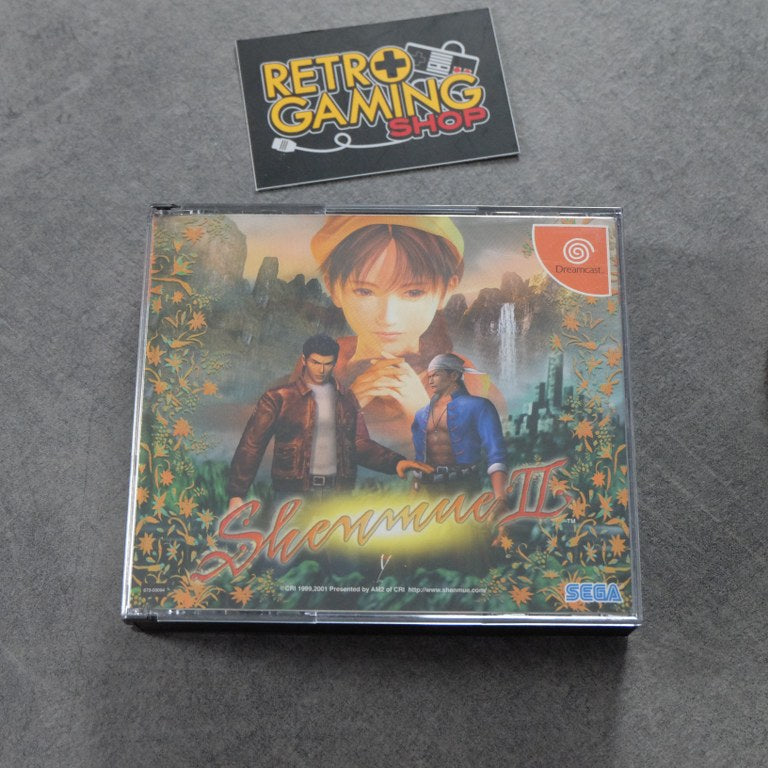 RETRO
GAMING
SHOP
Dreamcast
Shenmue II
TM
©CRI 1999,2001 Presented by AM2 of CRI http://www.shenmue.com/
SEGA